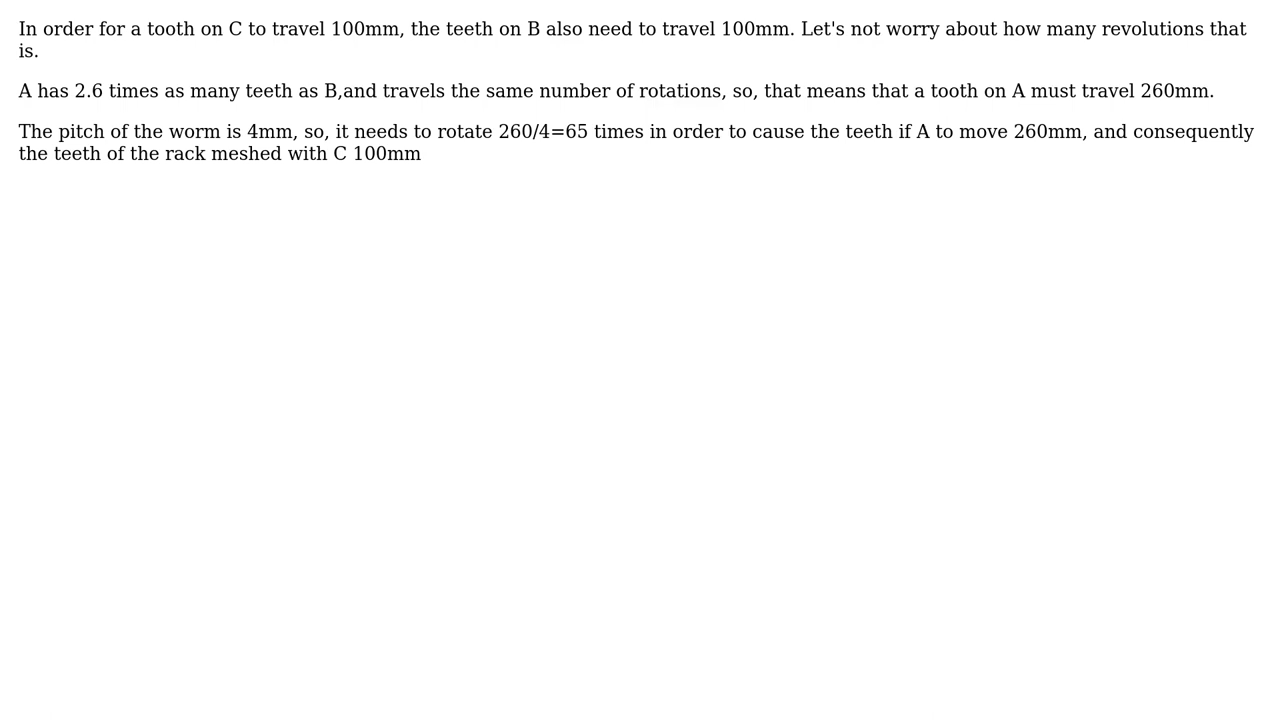 In order for a tooth on C to travel 100mm, the teeth on B also need to travel 100mm. Let's not worry about how many revolutions that
is.
A has 2.6 times as many teeth as B,and travels the same number of rotations, so, that means that a tooth on A must travel 260mm.
The pitch of the worm is 4mm, so, it needs to rotate 260/4=65 times in order to cause the teeth if A to move 260mm, and consequently
the teeth of the rack meshed with C 100mm